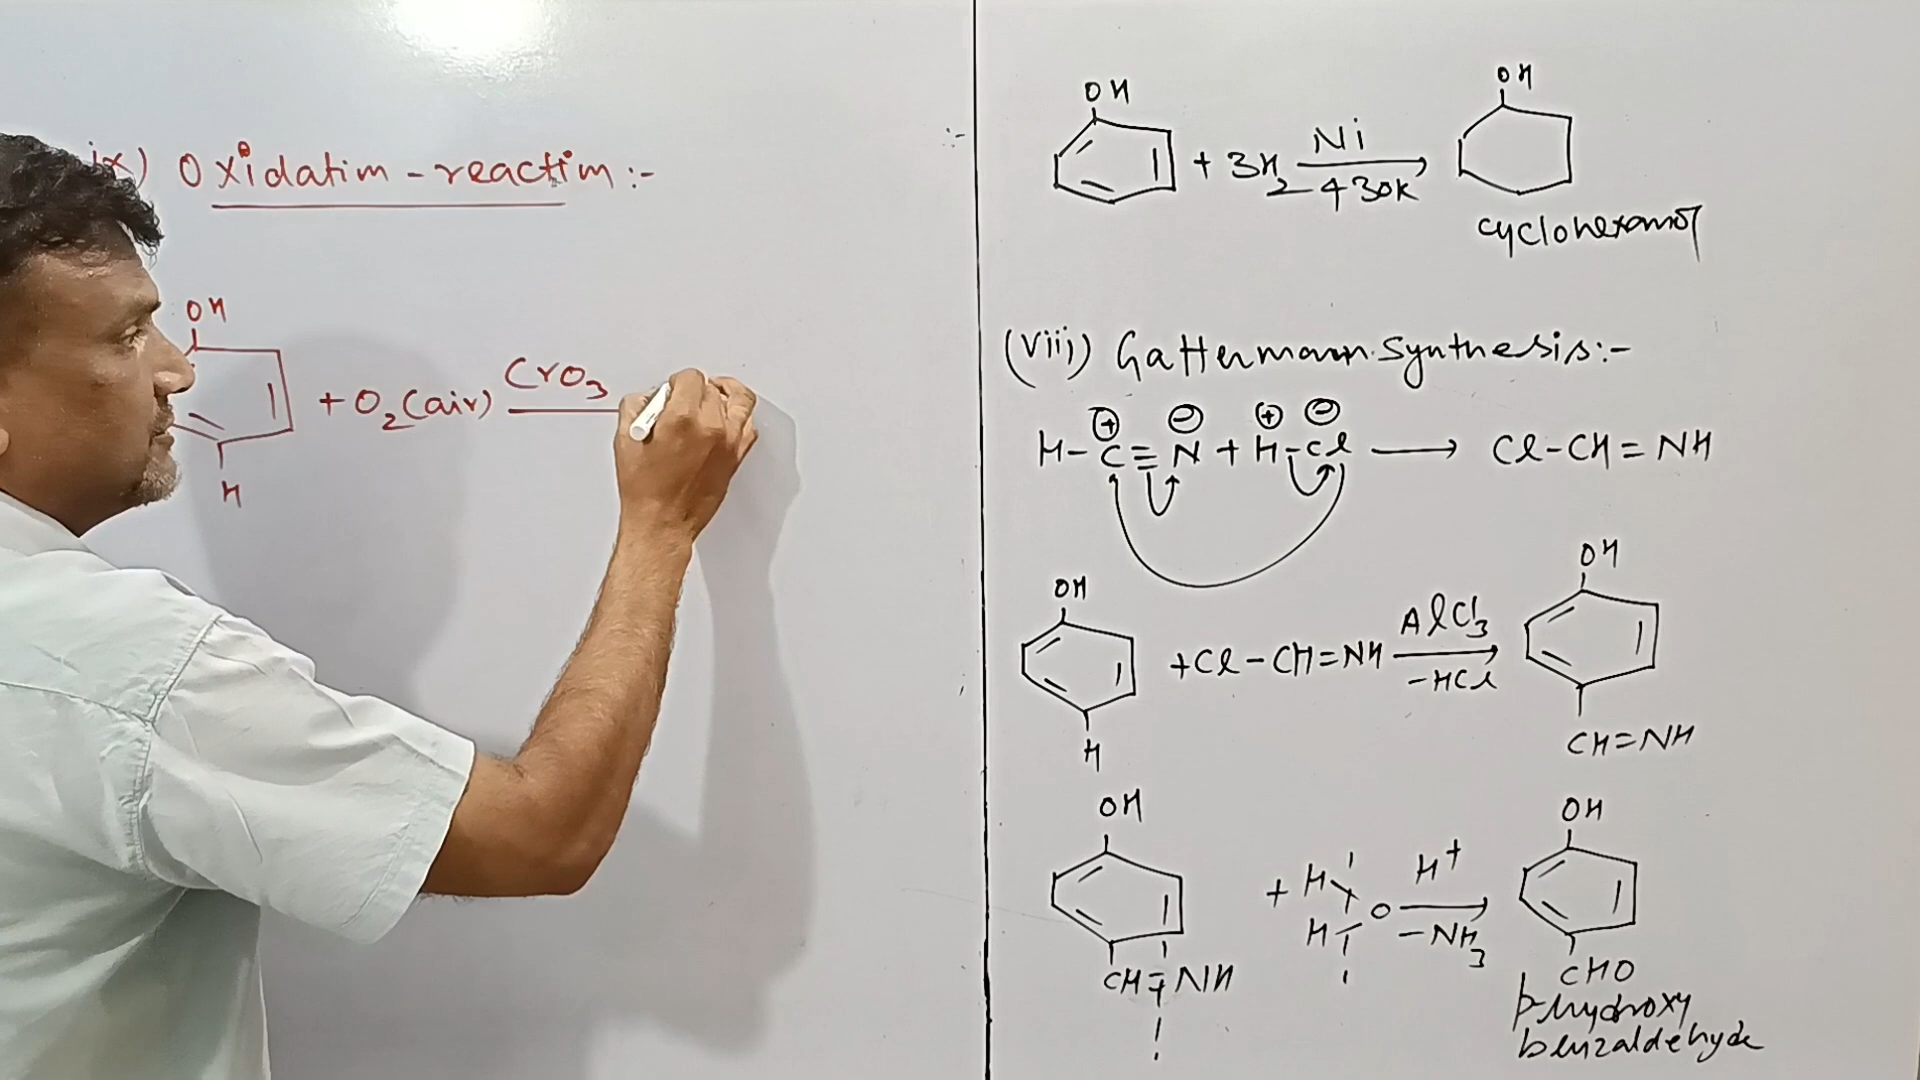 ix) Oxidation-reaction:-
OH
+ O2(air) CrO3
H
OH OH
+ 3H2 Ni 430K
cyclohexanol
(viii) Gattermann Synthesis:-
⊕ ⊖ ⊕ ⊖
H-C≡N + H-Cl → Cl-CH=NH
OH OH
+Cl-CH=NH AlCl3 → -HCl
H
CH=NH
OH OH
+ H H O H+ → -NH3
CH=NH
CHO
p-hydroxy
benzaldehyde